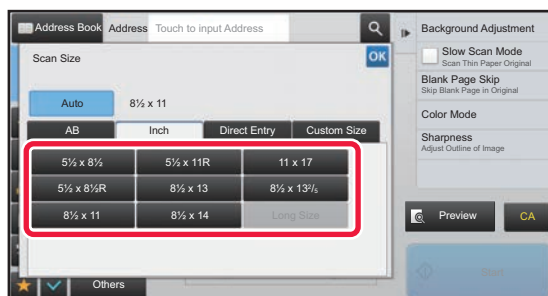 Address Book Address Touch to input Address
Scan Size
OK
Auto 8½ x 11
AB Inch Direct Entry Custom Size
5½ x 8½ 5½ x 11R 11 x 17
5½ x 8½R 8½ x 13 8½ x 13²/₅
8½ x 11 8½ x 14 Long Size
Others
Background Adjustment
Slow Scan Mode
Scan Thin Paper Original
Blank Page Skip
Skip Blank Page in Original
Color Mode
Sharpness
Adjust Outline of Image
Preview CA
Start